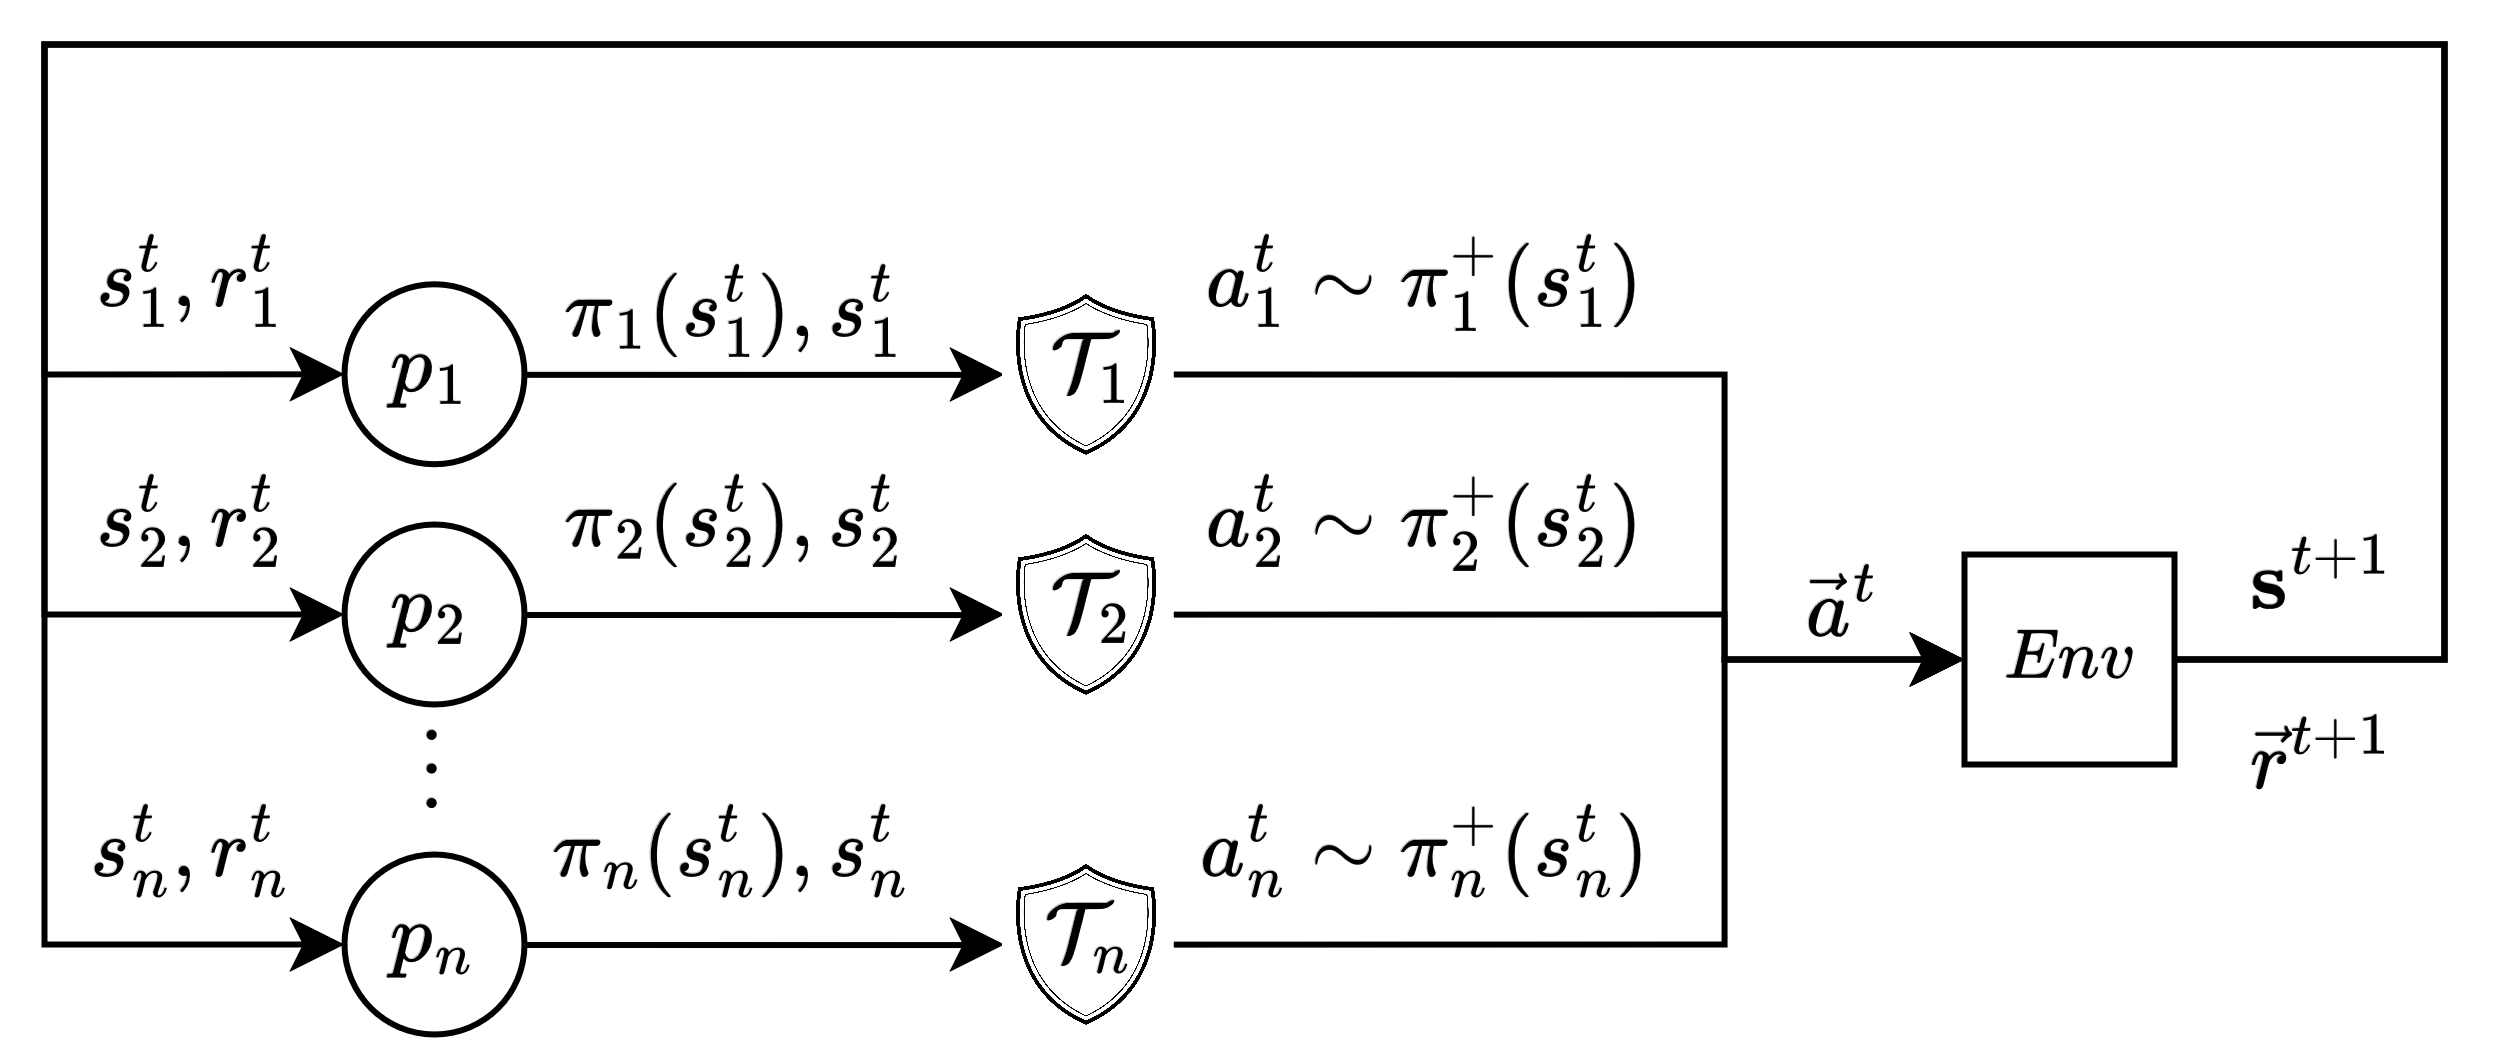 $s_1^t, r_1^t$
$p_1$
$\pi_1(s_1^t), s_1^t$
$\mathcal{T}_1$
$a_1^t \sim \pi_1^+(s_1^t)$
$s_2^t, r_2^t$
$p_2$
$\pi_2(s_2^t), s_2^t$
$\mathcal{T}_2$
$a_2^t \sim \pi_2^+(s_2^t)$
$\vec{a}^t$
$Env$
$\mathbf{s}^{t+1}$
$\vec{r}^{t+1}$
⋮
$s_n^t, r_n^t$
$p_n$
$\pi_n(s_n^t), s_n^t$
$\mathcal{T}_n$
$a_n^t \sim \pi_n^+(s_n^t)$